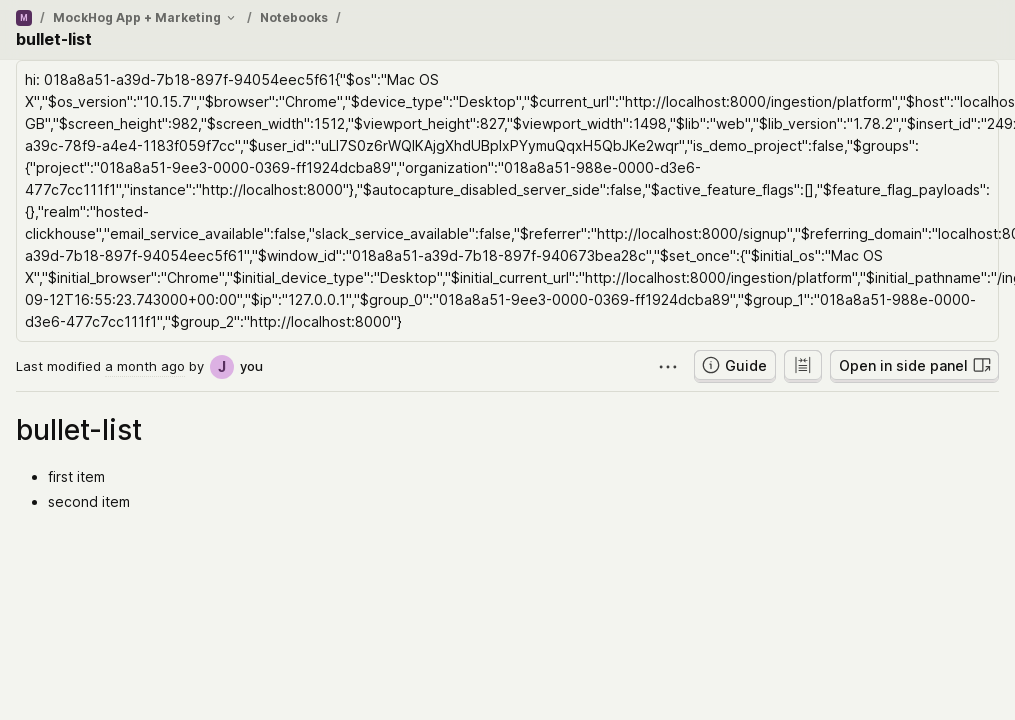 M / MockHog App + Marketing / Notebooks /
bullet-list
hi: 018a8a51-a39d-7b18-897f-94054eec5f61{"$os":"Mac OS
X","$os_version":"10.15.7","$browser":"Chrome","$device_type":"Desktop","$current_url":"http://localhost:8000/ingestion/platform","$host":"localhos
GB","$screen_height":982,"$screen_width":1512,"$viewport_height":827,"$viewport_width":1498,"$lib":"web","$lib_version":"1.78.2","$insert_id":"249
a39c-78f9-a4e4-1183f059f7cc","$user_id":"uLI7S0z6rWQIKAjgXhdUBplxPYymuQqxH5QbJKe2wqr","is_demo_project":false,"$groups":
{"project":"018a8a51-9ee3-0000-0369-ff1924dcba89","organization":"018a8a51-988e-0000-d3e6-
477c7cc111f1","instance":"http://localhost:8000"},"$autocapture_disabled_server_side":false,"$active_feature_flags":[],"$feature_flag_payloads":
{},"realm":"hosted-
clickhouse","email_service_available":false,"slack_service_available":false,"$referrer":"http://localhost:8000/signup","$referring_domain":"localhost:80
a39d-7b18-897f-94054eec5f61","$window_id":"018a8a51-a39d-7b18-897f-940673bea28c","$set_once":{"$initial_os":"Mac OS
X","$initial_browser":"Chrome","$initial_device_type":"Desktop","$initial_current_url":"http://localhost:8000/ingestion/platform","$initial_pathname":"/ing
09-12T16:55:23.743000+00:00","$ip":"127.0.0.1","$group_0":"018a8a51-9ee3-0000-0369-ff1924dcba89","$group_1":"018a8a51-988e-0000-
d3e6-477c7cc111f1","$group_2":"http://localhost:8000"}
Last modified a month ago by J you
Guide
Open in side panel
bullet-list
• first item
• second item